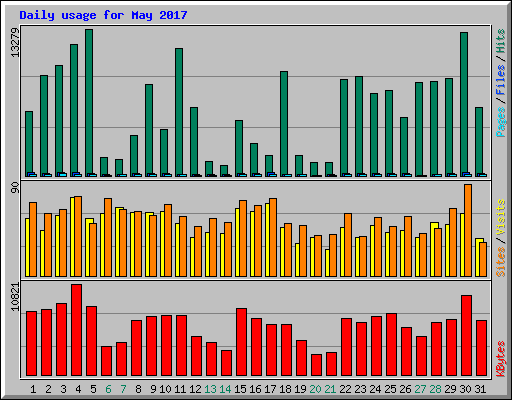 Daily usage for May 2017
13279
Pages/Files/Hits
90
Sites/Visits
10821
KBytes
1 2 3 4 5 6 7 8 9 10 11 12 13 14 15 16 17 18 19 20 21 22 23 24 25 26 27 28 29 30 31